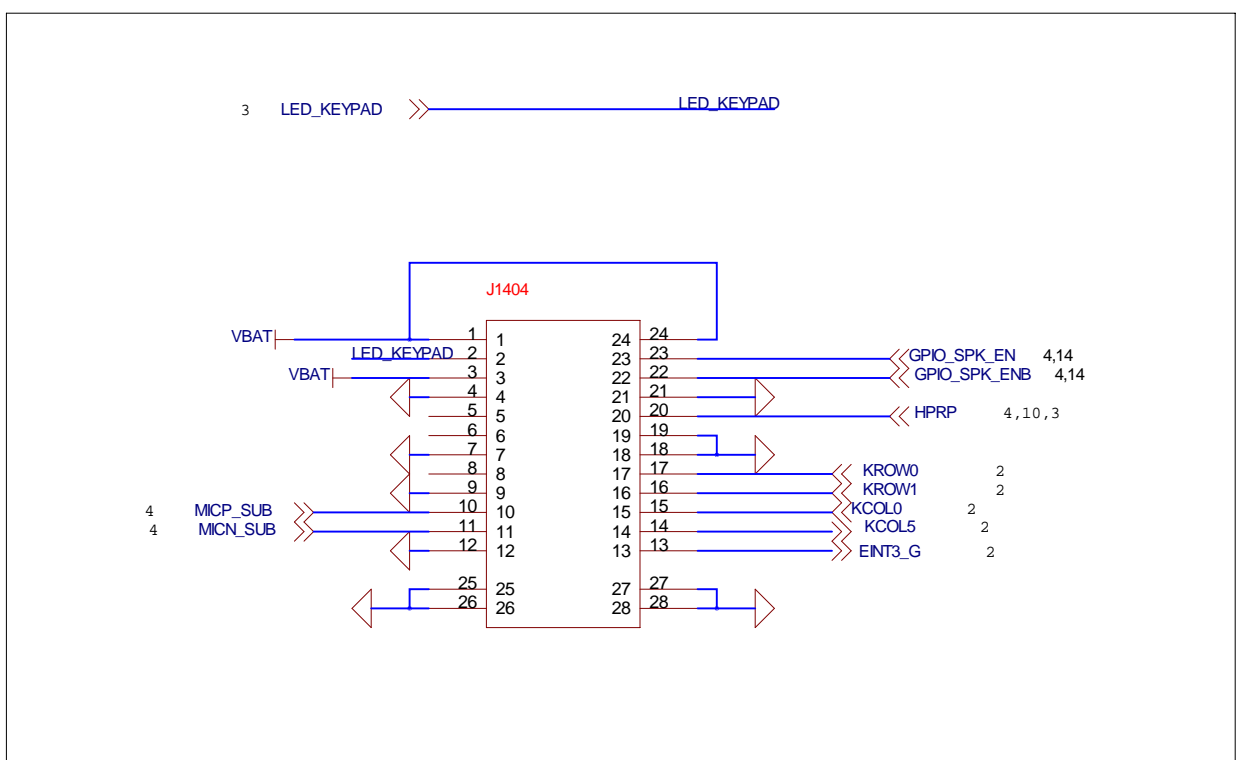 3 LED_KEYPAD LED_KEYPAD
J1404
VBAT 1 1 24 24
LED_KEYPAD 2 2 23 23 GPIO_SPK_EN 4,14
VBAT 3 3 22 22 GPIO_SPK_ENB 4,14
4 4 21 21
5 5 20 20 HPRP 4,10,3
6 6 19 19
7 7 18 18
8 8 17 17 KROW0 2
9 9 16 16 KROW1 2
4 MICP_SUB 10 10 15 15 KCOL0 2
4 MICN_SUB 11 11 14 14 KCOL5 2
12 12 13 13 EINT3_G 2
25 25 27 27
26 26 28 28